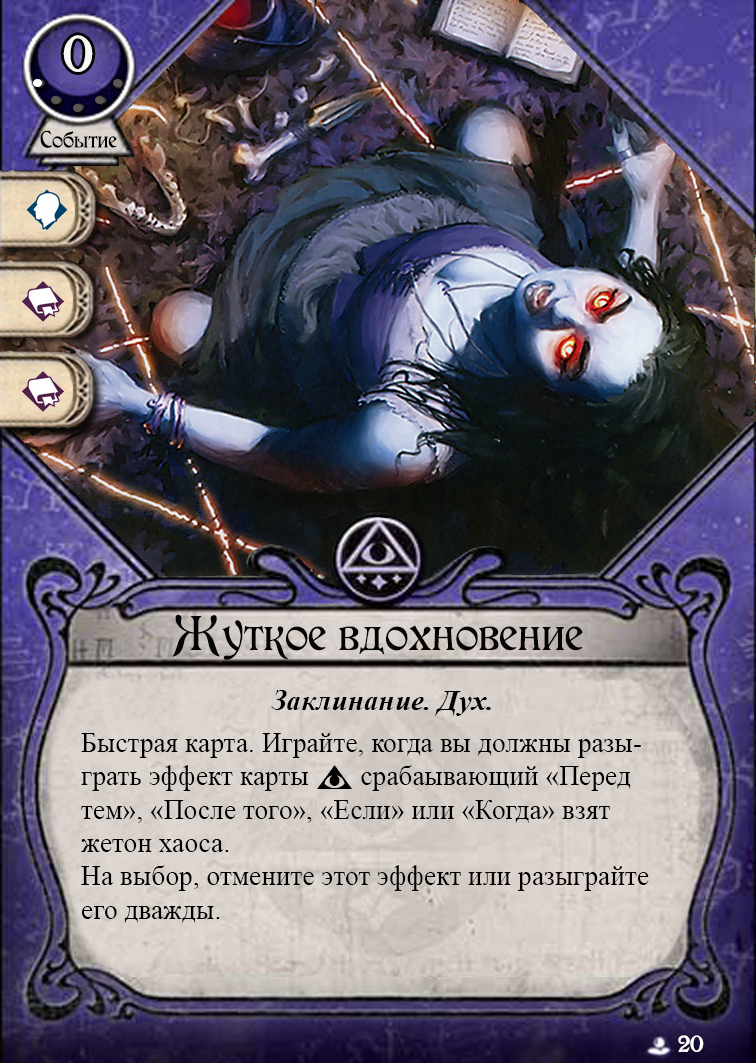 0
Событие
Жуткое вдохновение
Заклинание. Дух.
Быстрая карта. Играйте, когда вы должны разы-
грать эффект карты срабаывающий «Перед
тем», «После того», «Если» или «Когда» взят
жетон хаоса.
На выбор, отмените этот эффект или разыграйте
его дважды.
20